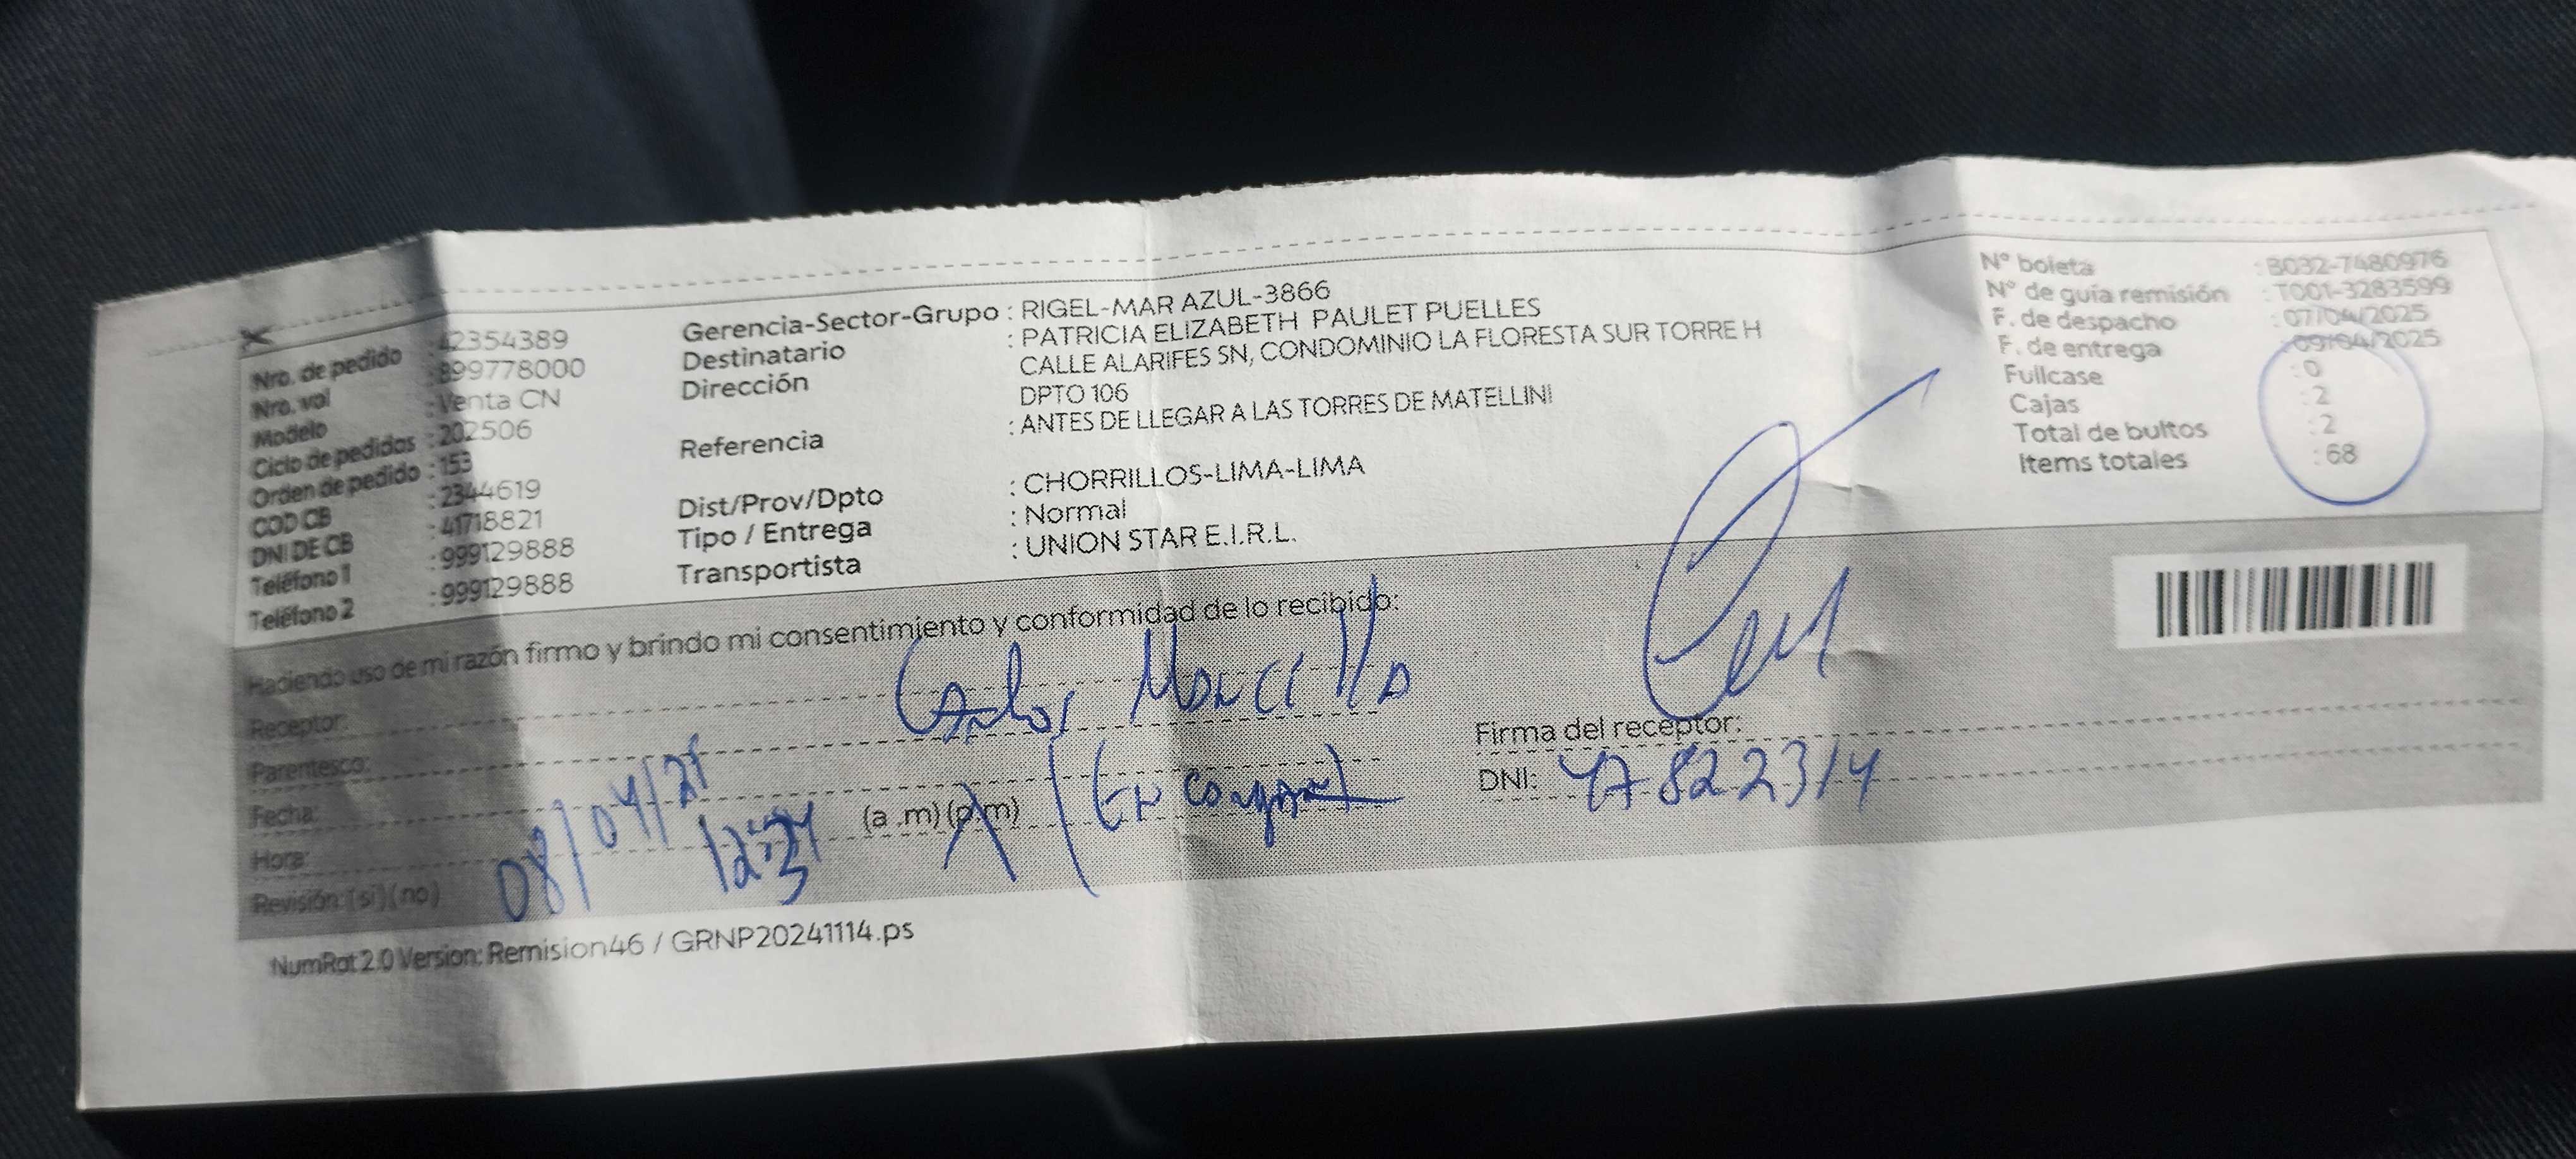 Nro. de pedido : 42354389
Nro. vol : 899778000
Modelo : Venta CN
Ciclo de pedidos : 202506
Orden de pedido : 153
COD CB : 2344619
DNI DE CB : 41718821
Teléfono 1 : 999129888
Teléfono 2 : 999129888
Gerencia-Sector-Grupo : RIGEL-MAR AZUL-3866
Destinatario : PATRICIA ELIZABETH PAULET PUELLES
Dirección CALLE ALARIFES SN, CONDOMINIO LA FLORESTA SUR TORRE H
DPTO 106
Referencia : ANTES DE LLEGAR A LAS TORRES DE MATELLINI
Dist/Prov/Dpto : CHORRILLOS-LIMA-LIMA
Tipo / Entrega : Normal
Transportista : UNION STAR E.I.R.L.
N° boleta : B032-7480976
N° de guía remisión : T001-3283599
F. de despacho : 07/04/2025
F. de entrega : 09/04/2025
Fullcase : 0
Cajas : 2
Total de bultos : 2
Items totales : 68
Haciendo uso de mi razón firmo y brindo mi consentimiento y conformidad de lo recibido:
Receptor: Carlos Moncilla
Parentesco:
Fecha: 08/04/25
Hora: (a .m) (p.m)
Revisión: (si) (no)
Firma del receptor:
DNI: 47822314
NumRot 2.0 Version: Remision46 / GRNP20241114.ps